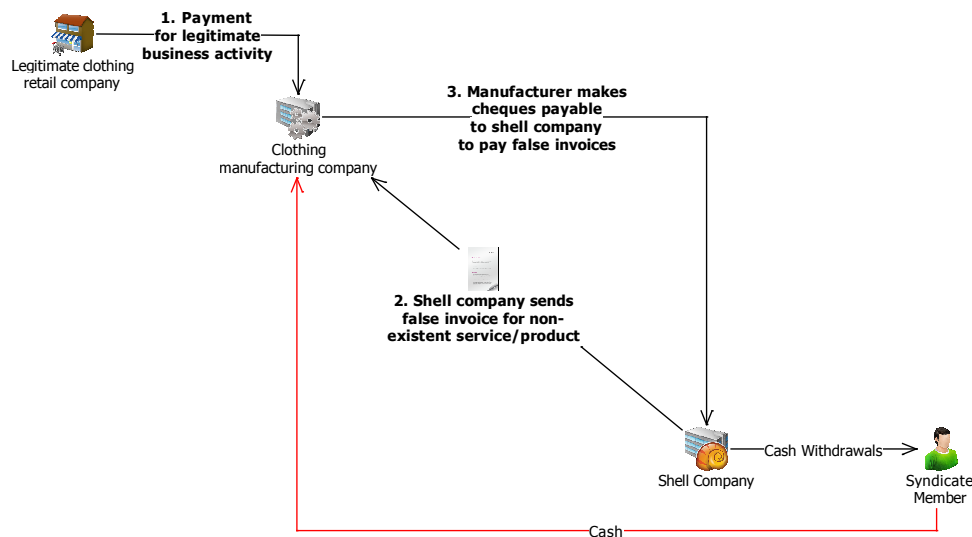 1. Payment
for legitimate
business activity
Legitimate clothing
retail company
3. Manufacturer makes
cheques payable
to shell company
to pay false invoices
Clothing
manufacturing company
2. Shell company sends
false invoice for non-
existent service/product
Cash Withdrawals
Shell Company
Syndicate
Member
Cash